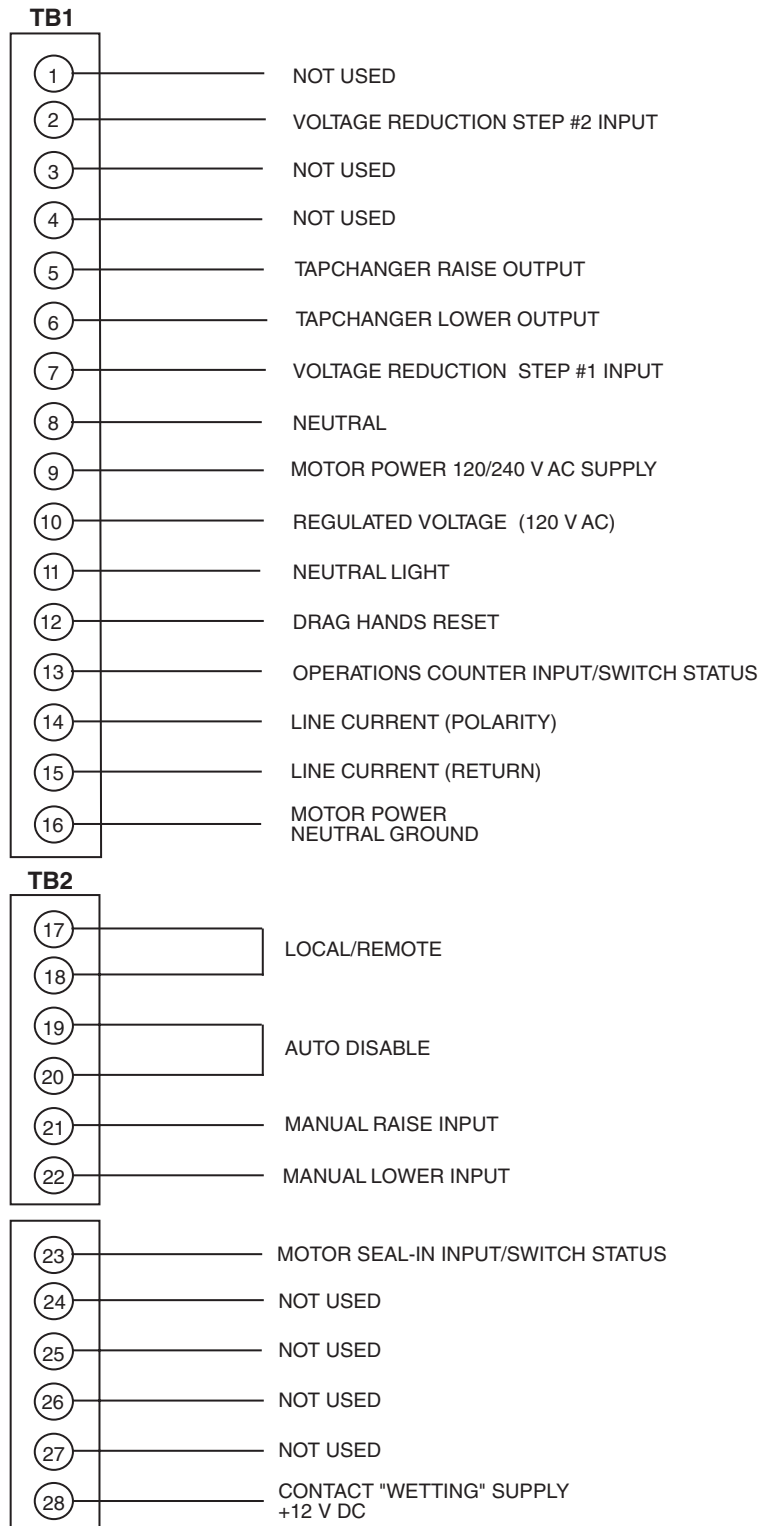 TB1
1 NOT USED
2 VOLTAGE REDUCTION STEP #2 INPUT
3 NOT USED
4 NOT USED
5 TAPCHANGER RAISE OUTPUT
6 TAPCHANGER LOWER OUTPUT
7 VOLTAGE REDUCTION STEP #1 INPUT
8 NEUTRAL
9 MOTOR POWER 120/240 V AC SUPPLY
10 REGULATED VOLTAGE (120 V AC)
11 NEUTRAL LIGHT
12 DRAG HANDS RESET
13 OPERATIONS COUNTER INPUT/SWITCH STATUS
14 LINE CURRENT (POLARITY)
15 LINE CURRENT (RETURN)
16 MOTOR POWER
NEUTRAL GROUND
TB2
17
LOCAL/REMOTE
18
19
AUTO DISABLE
20
21 MANUAL RAISE INPUT
22 MANUAL LOWER INPUT
23 MOTOR SEAL-IN INPUT/SWITCH STATUS
24 NOT USED
25 NOT USED
26 NOT USED
27 NOT USED
28 CONTACT "WETTING" SUPPLY
+12 V DC